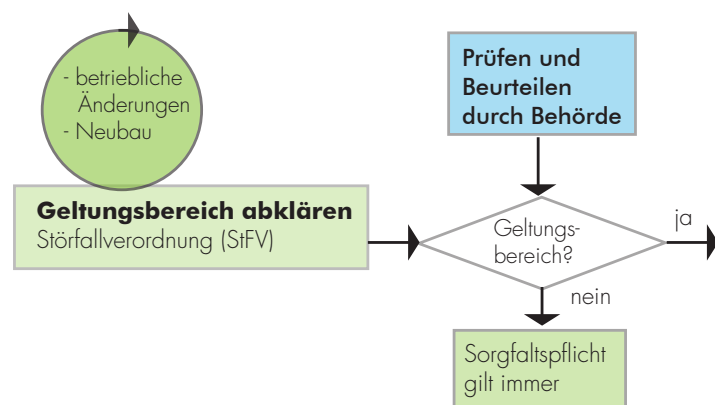 - betriebliche
Änderungen
- Neubau
Geltungsbereich abklären
Störfallverordnung (StFV)
Prüfen und
Beurteilen
durch Behörde
Geltungs-
bereich?
ja
nein
Sorgfaltspflicht
gilt immer